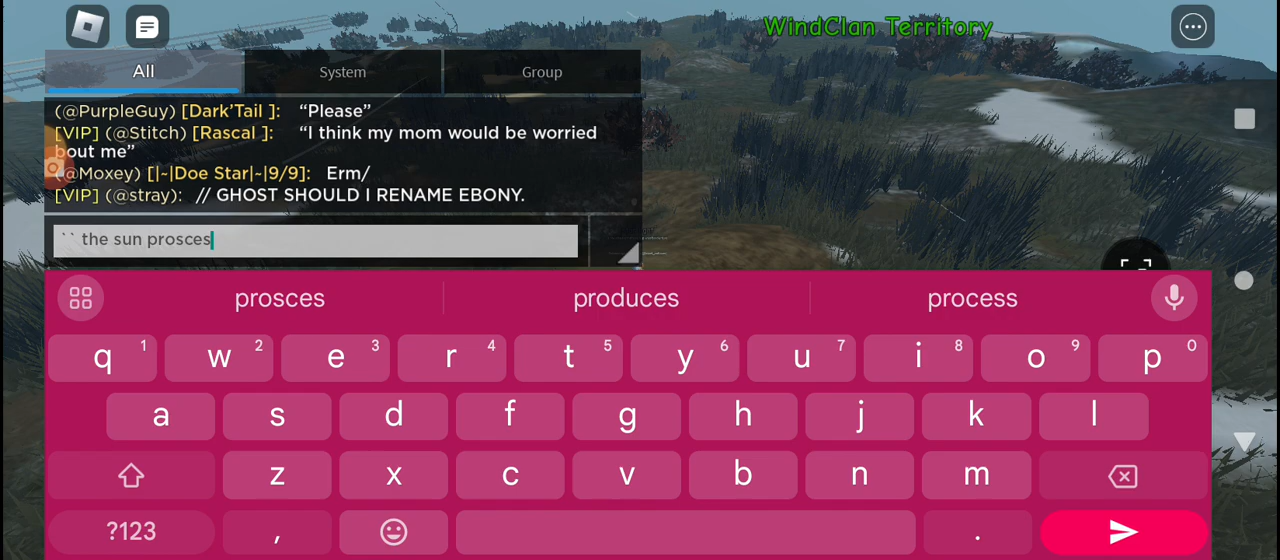 WindClan Territory
All System Group
(@PurpleGuy) [Dark'Tail ]: “Please”
[VIP] (@Stitch) [Rascal ]: “I think my mom would be worried
bout me”
(@Moxey) [|~|Doe Star|~|9/9]: Erm/
[VIP] (@stray): // GHOST SHOULD I RENAME EBONY.
`` the sun prosces
prosces produces process
q 1 w 2 e 3 r 4 t 5 y 6 u 7 i 8 o 9 p 0
a s d f g h j k l
z x c v b n m
?123 , .